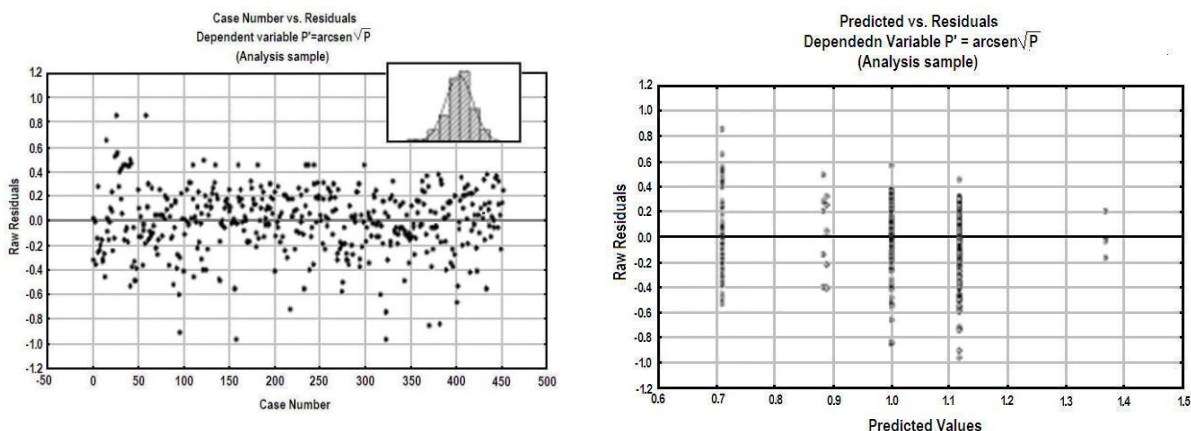 Case Number vs. Residuals
Dependent variable P'=arcsen√P
(Analysis sample)
1.2
1.0
0.8
0.6
0.4
0.2
0.0
-0.2
-0.4
-0.6
-0.8
-1.0
-1.2
Raw Residuals
-50 0 50 100 150 200 250 300 350 400 450 500
Case Number
Predicted vs. Residuals
Dependedn Variable P' = arcsen√P
(Analysis sample)
1.2
1.0
0.8
0.6
0.4
0.2
0.0
-0.2
-0.4
-0.6
-0.8
-1.0
-1.2
Raw Residuals
0.6 0.7 0.8 0.9 1.0 1.1 1.2 1.3 1.4 1.5
Predicted Values